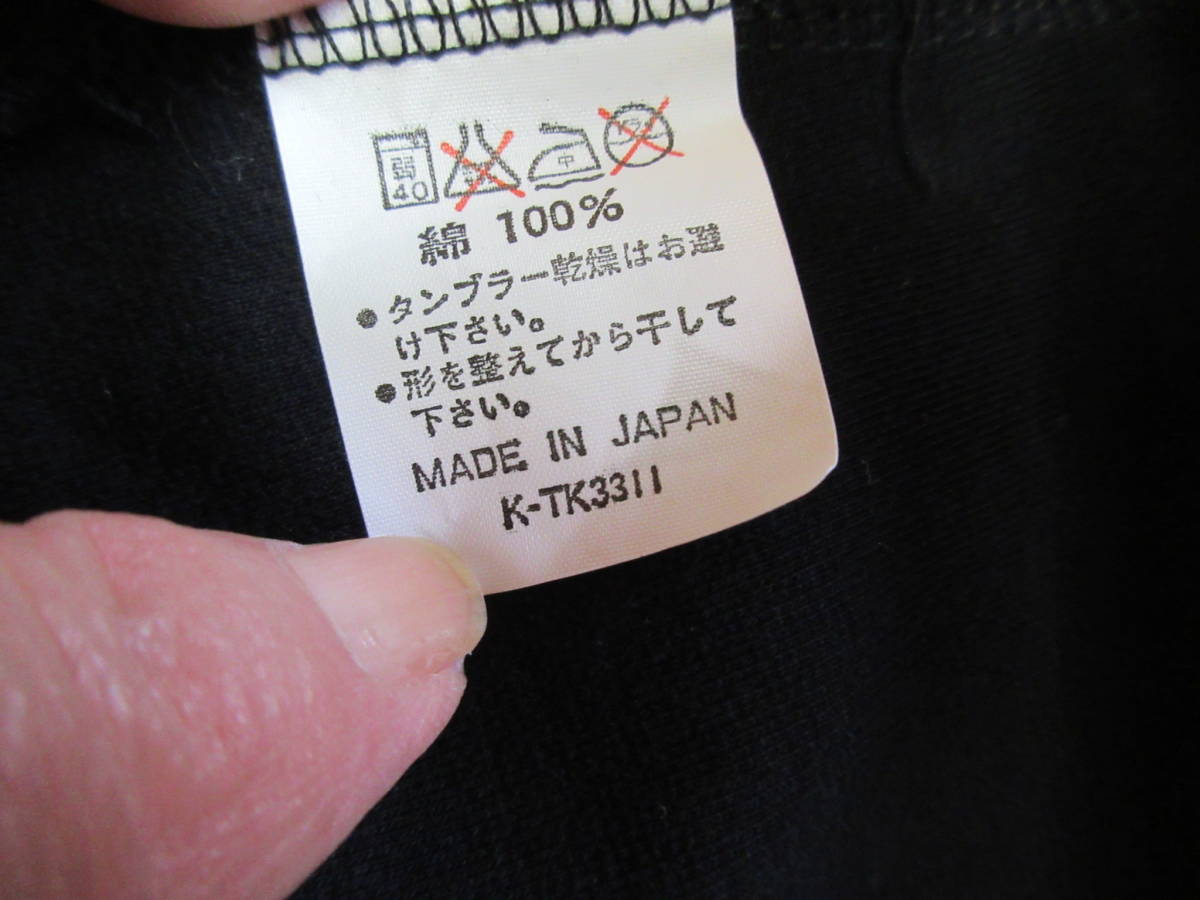 弱
40
中
綿 100%
●タンブラー乾燥はお避
け下さい。
●形を整えてから干して
下さい。
MADE IN JAPAN
K-TK3311